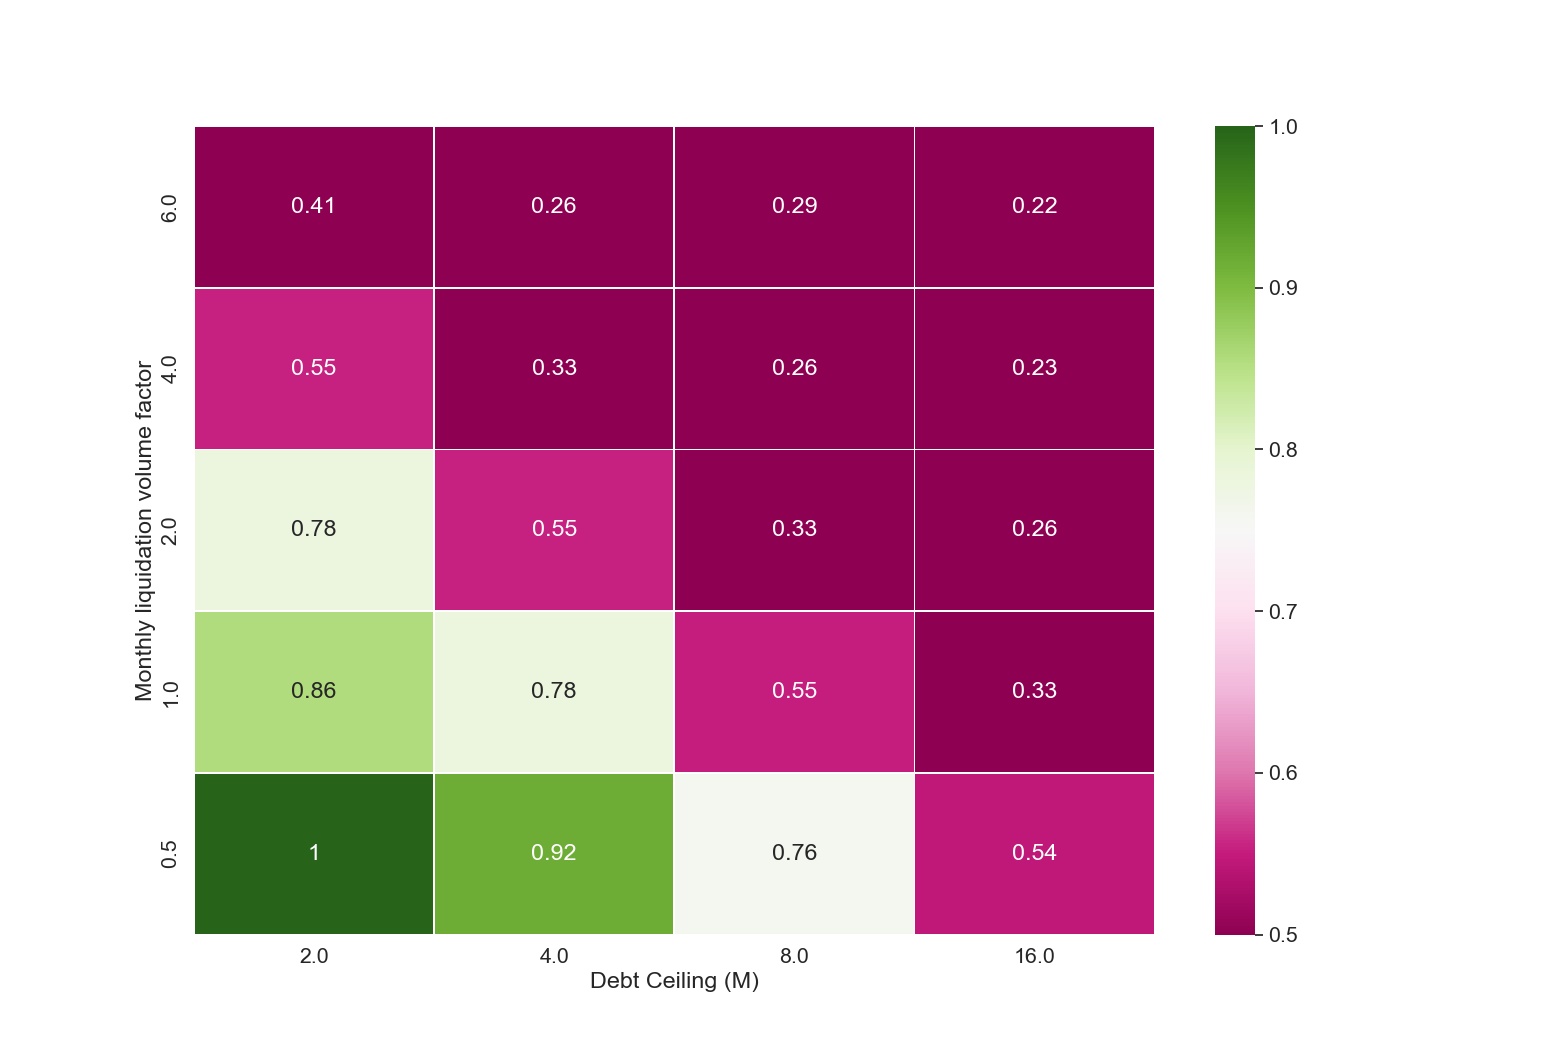 1.0
6.0 0.41 0.26 0.29 0.22
0.9
4.0 0.55 0.33 0.26 0.23
0.8
Monthly liquidation volume factor
2.0 0.78 0.55 0.33 0.26
0.7
1.0 0.86 0.78 0.55 0.33
0.6
0.5 1 0.92 0.76 0.54
0.5
2.0 4.0 8.0 16.0
Debt Ceiling (M)